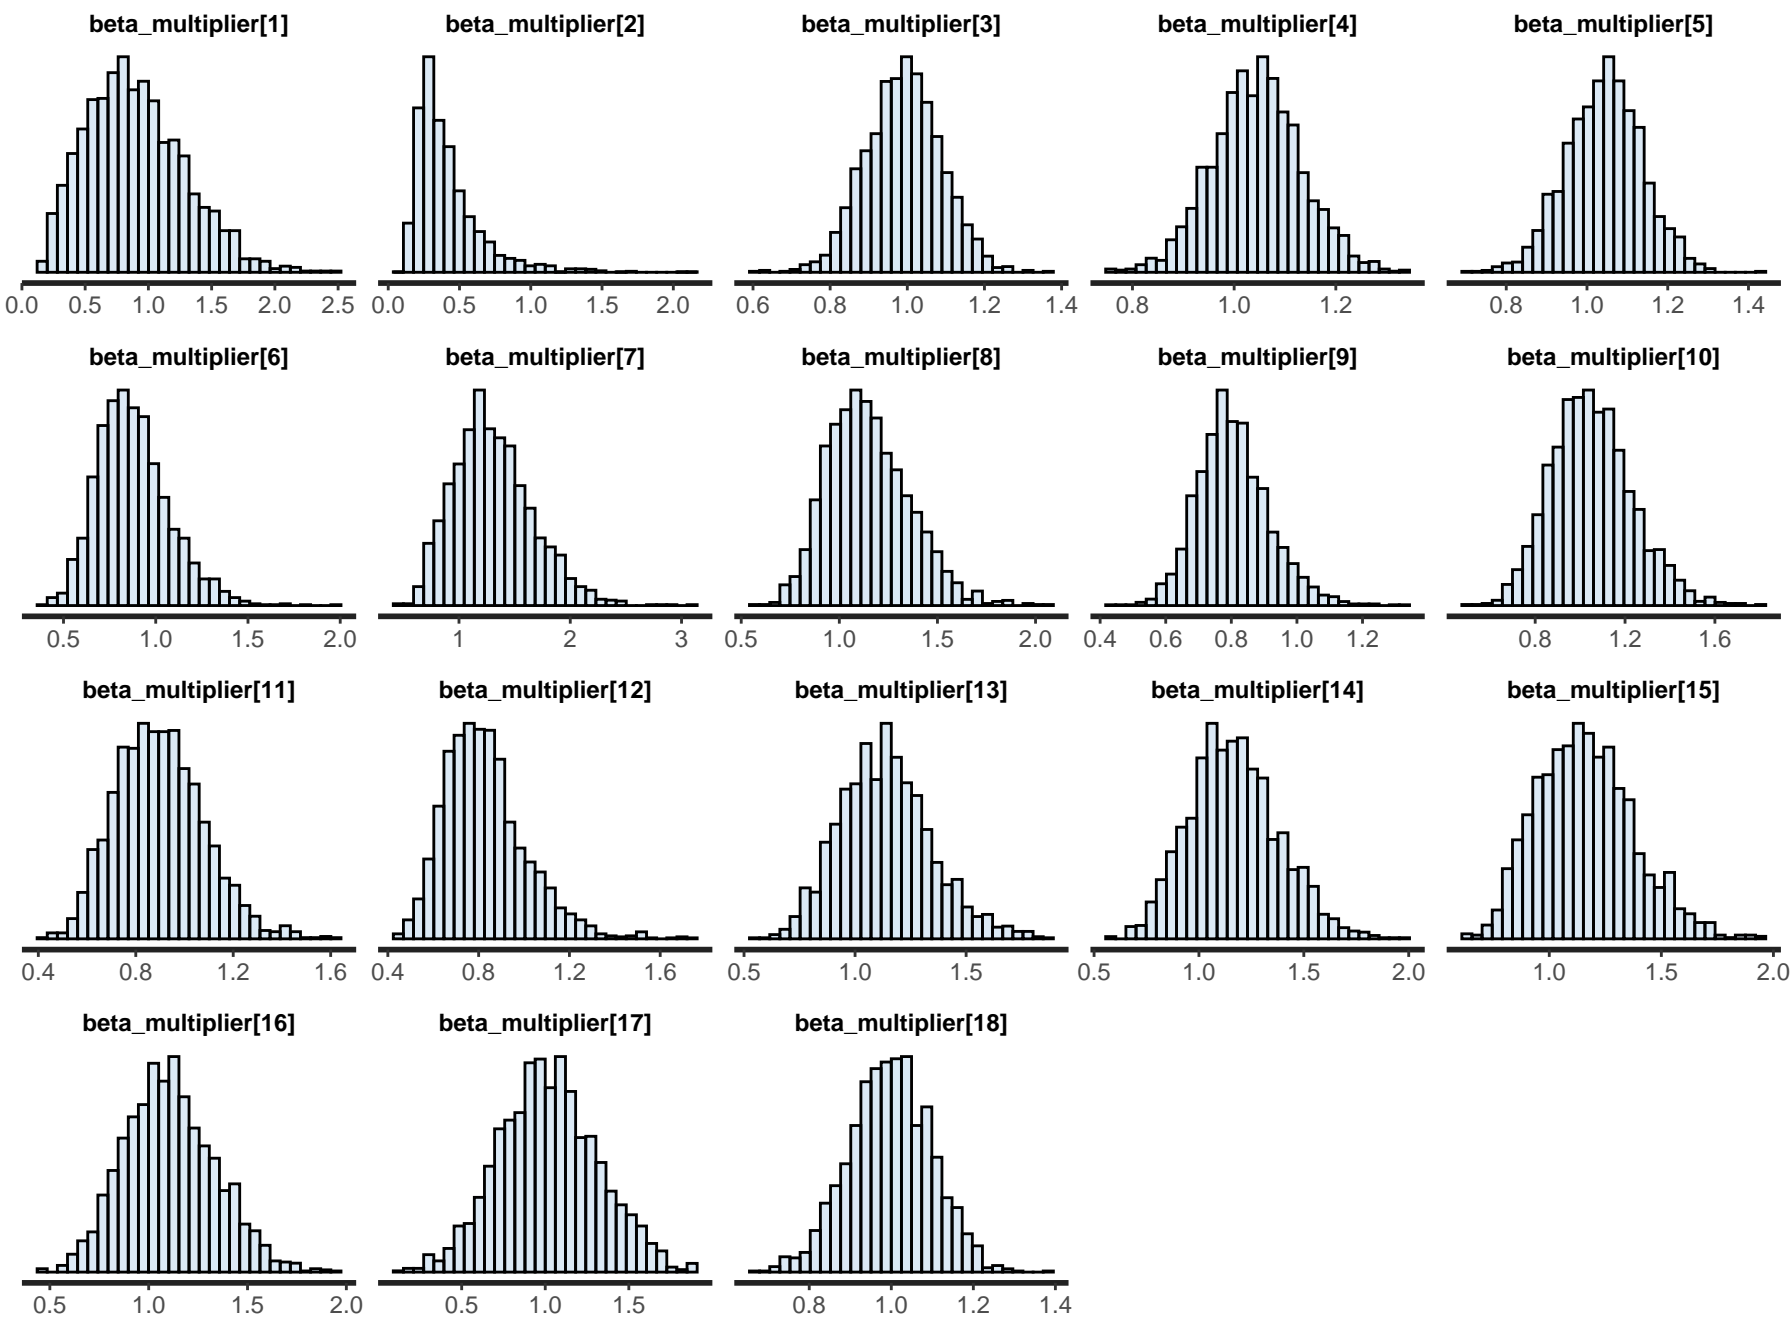 beta_multiplier[1] beta_multiplier[2] beta_multiplier[3] beta_multiplier[4] beta_multiplier[5]
0.0 0.5 1.0 1.5 2.0 2.5 0.0 0.5 1.0 1.5 2.0 0.6 0.8 1.0 1.2 1.4 0.8 1.0 1.2 0.8 1.0 1.2 1.4
beta_multiplier[6] beta_multiplier[7] beta_multiplier[8] beta_multiplier[9] beta_multiplier[10]
0.5 1.0 1.5 2.0 1 2 3 0.5 1.0 1.5 2.0 0.4 0.6 0.8 1.0 1.2 0.8 1.2 1.6
beta_multiplier[11] beta_multiplier[12] beta_multiplier[13] beta_multiplier[14] beta_multiplier[15]
0.4 0.8 1.2 1.6 0.4 0.8 1.2 1.6 0.5 1.0 1.5 0.5 1.0 1.5 2.0 1.0 1.5 2.0
beta_multiplier[16] beta_multiplier[17] beta_multiplier[18]
0.5 1.0 1.5 2.0 0.5 1.0 1.5 0.8 1.0 1.2 1.4